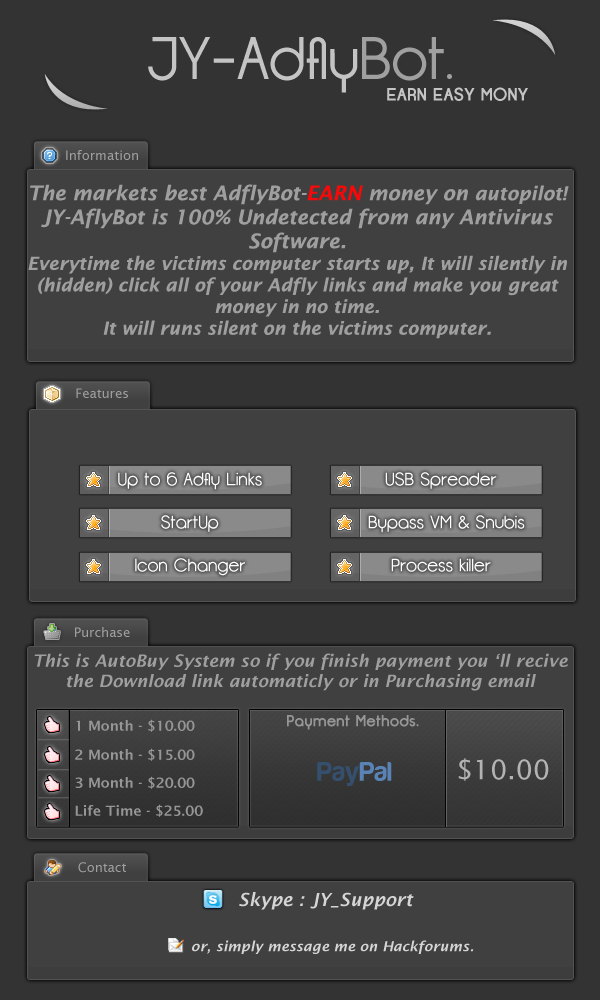 JY-AdflyBot.
EARN EASY MONY
Information
The markets best AdflyBot-EARN money on autopilot!
JY-AflyBot is 100% Undetected from any Antivirus
Software.
Everytime the victims computer starts up, It will silently in
(hidden) click all of your Adfly links and make you great
money in no time.
It will runs silent on the victims computer.
Features
Up to 6 Adfly Links
USB Spreader
StartUp
Bypass VM & Snubis
Icon Changer
Process killer
Purchase
This is AutoBuy System so if you finish payment you ‘ll recive
the Download link automaticly or in Purchasing email
1 Month - $10.00
2 Month - $15.00
3 Month - $20.00
Life Time - $25.00
Payment Methods.
PayPal
$10.00
Contact
Skype : JY_Support
or, simply message me on Hackforums.